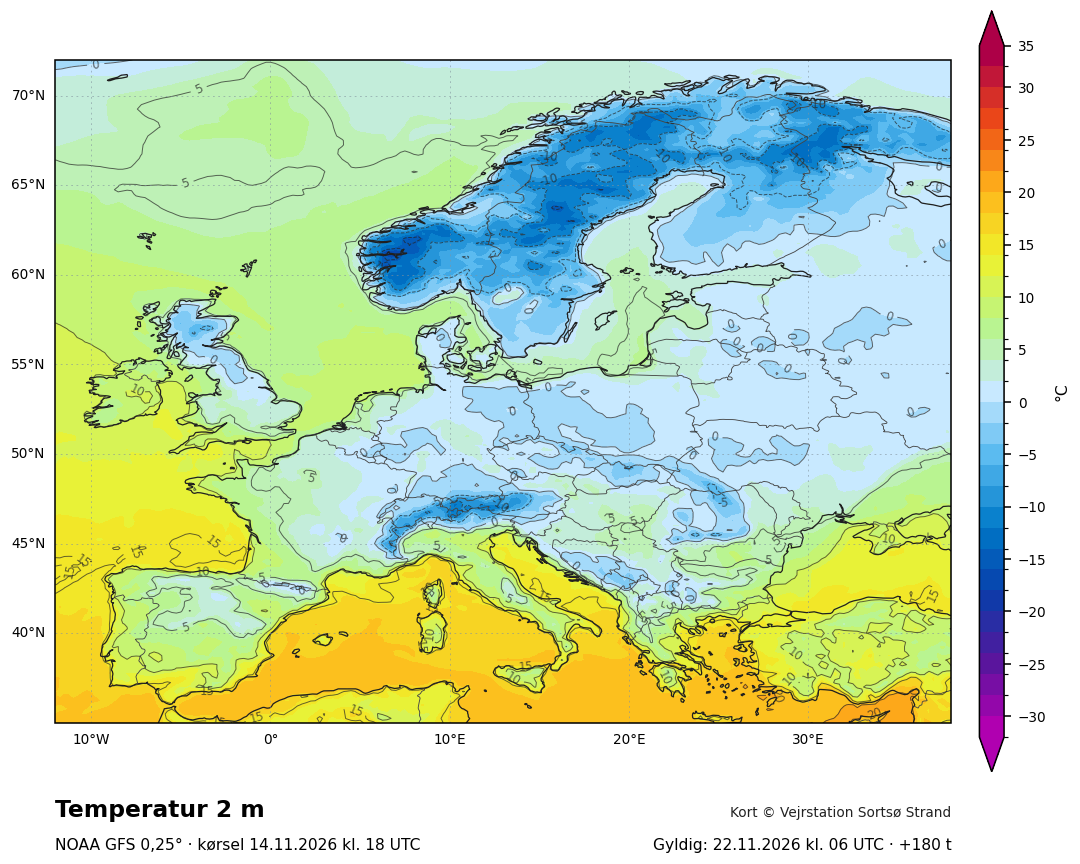 70°N
65°N
60°N
55°N
50°N
45°N
40°N
10°W 0° 10°E 20°E 30°E
35
30
25
20
15
10
5
0
−5
−10
−15
−20
−25
−30
°C
Temperatur 2 m
Kort © Vejrstation Sortsø Strand
NOAA GFS 0,25° · kørsel 14.11.2026 kl. 18 UTC
Gyldig: 22.11.2026 kl. 06 UTC · +180 t